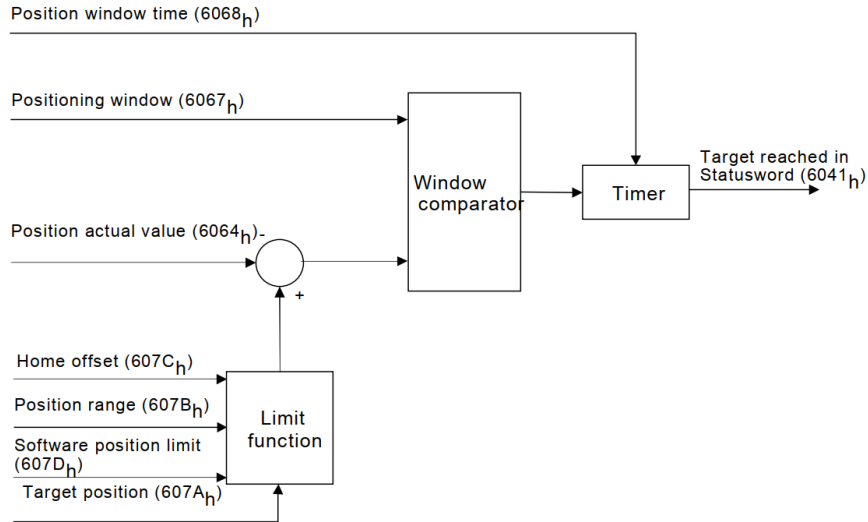 Position window time (6068h)
Positioning window (6067h)
Window
comparator
Timer
Target reached in
Statusword (6041h)
Position actual value (6064h)
-
+
Home offset (607Ch)
Position range (607Bh)
Software position limit
(607Dh)
Target position (607Ah)
Limit
function